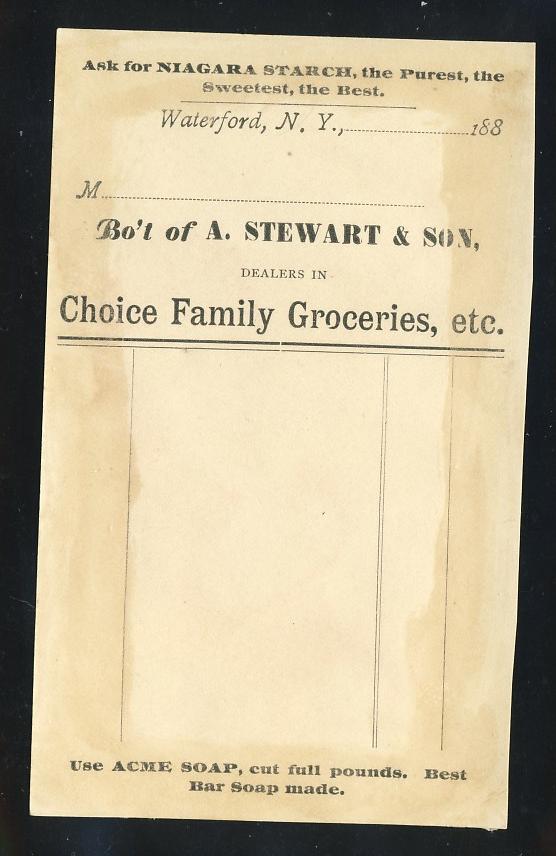 Ask for NIAGARA STARCH, the Purest, the
Sweetest, the Best.
Waterford, N. Y.,....................188
M
Bo't of A. STEWART & SON,
DEALERS IN
Choice Family Groceries, etc.
Use ACME SOAP, cut full pounds. Best
Bar Soap made.